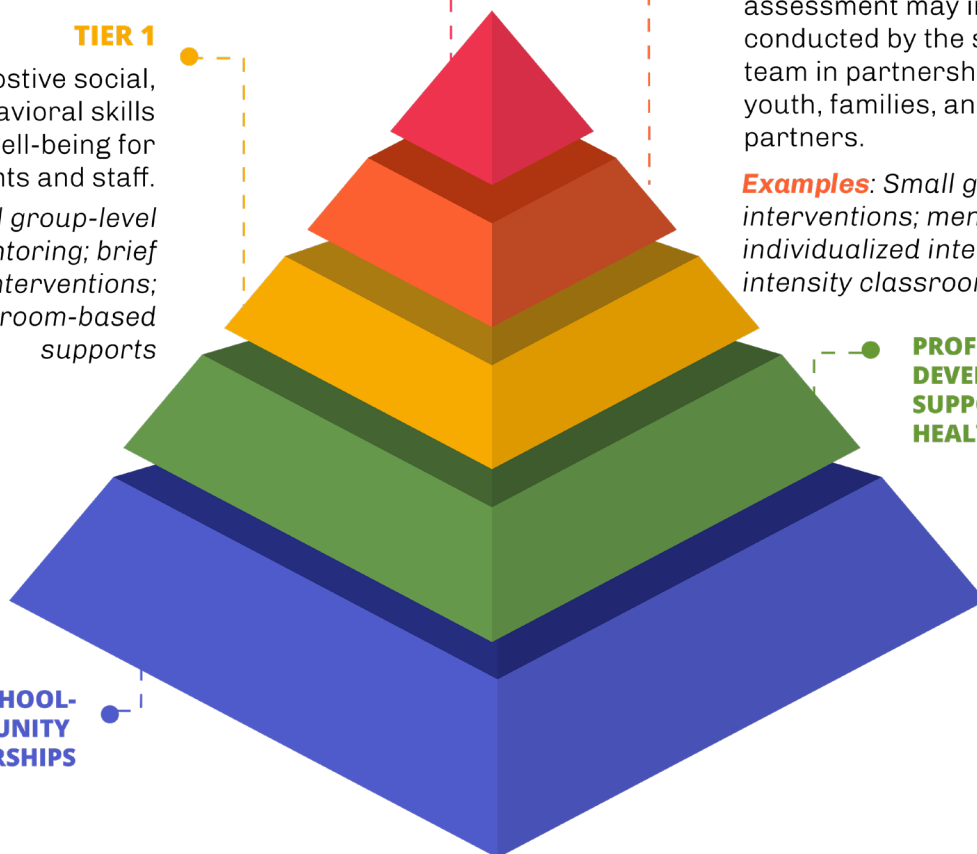 TIER 1
ostive social,
avioral skills
ell-being for
nts and staff.
l group-level
ntoring; brief
nterventions;
room-based
supports
HOOL-
UNITY
RSHIPS
assessment may i
conducted by the s
team in partnersh
youth, families, an
partners.
Examples: Small g
interventions; men
individualized inte
intensity classroo
PROF
DEVE
SUPP
HEAL